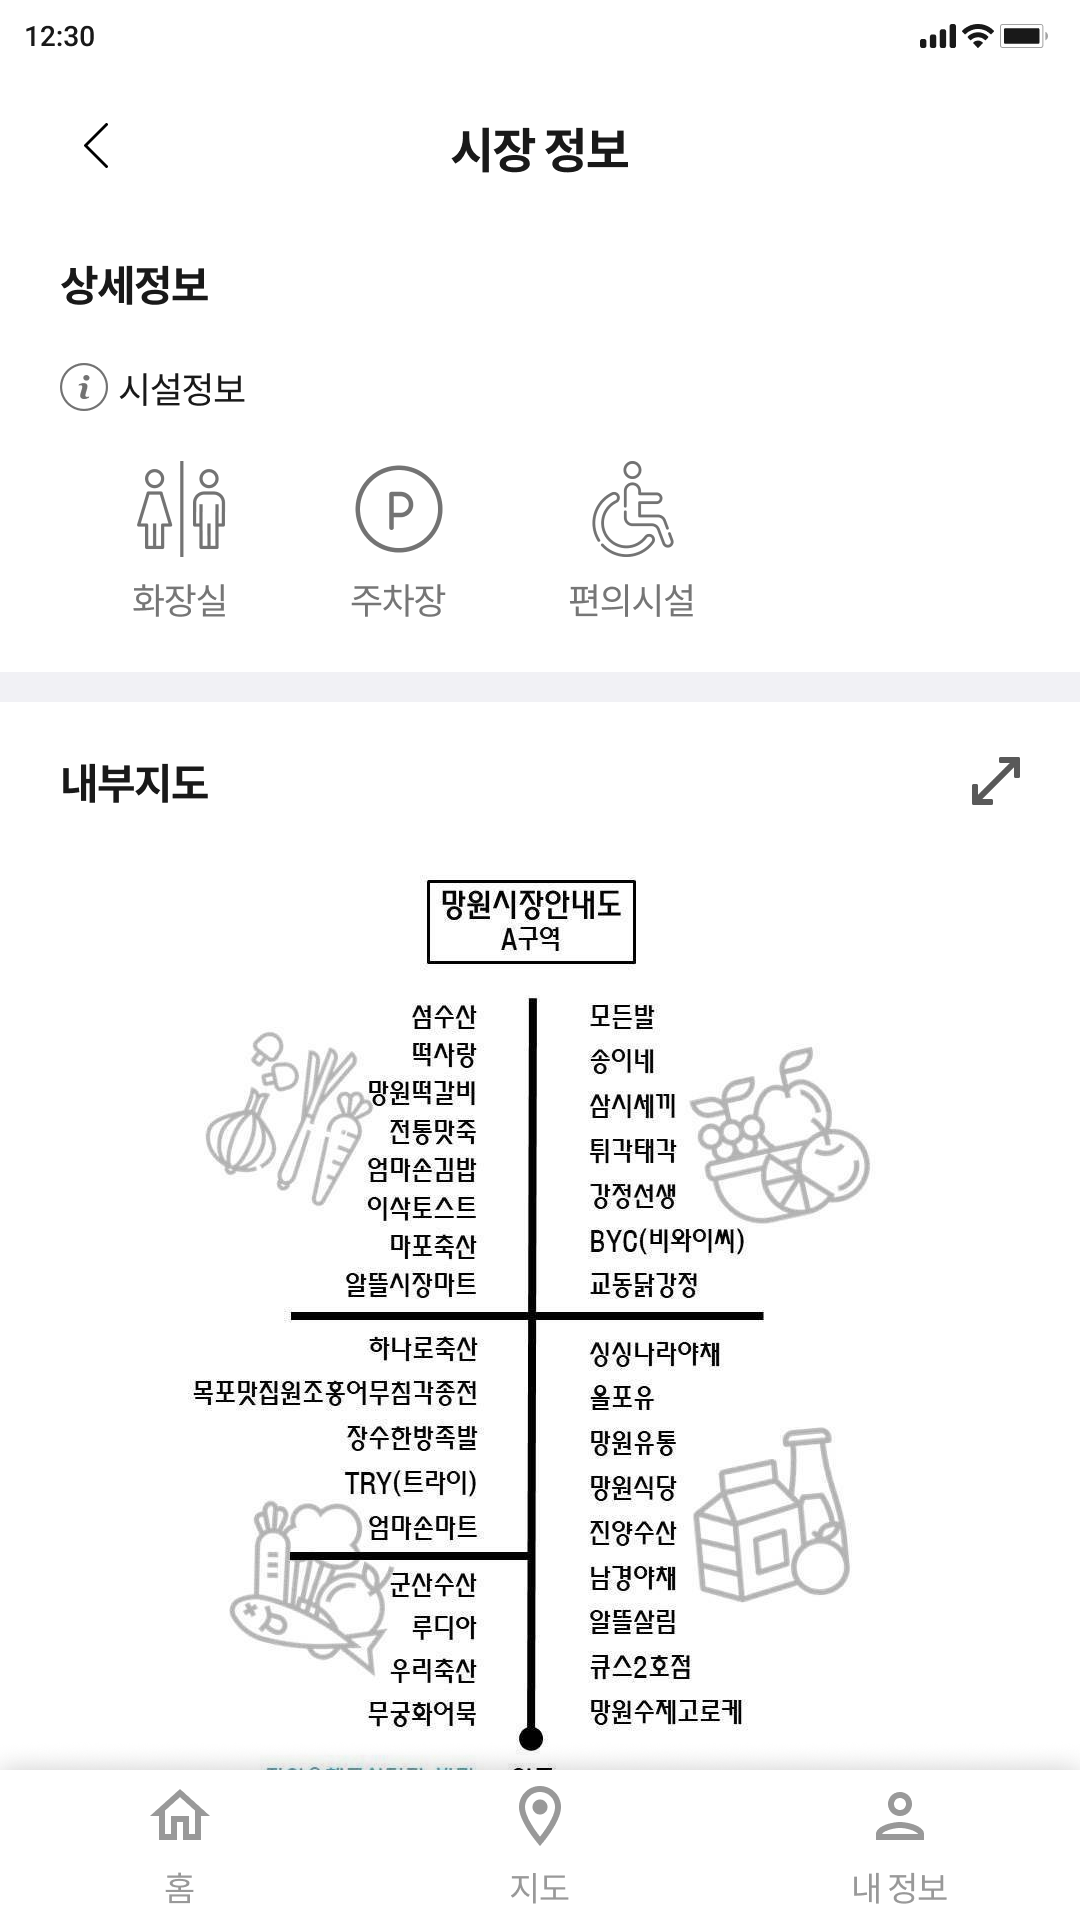 12:30
시장 정보
상세정보
시설정보
화장실 주차장 편의시설
내부지도
망원시장안내도
A구역
섬수산
떡사랑
망원떡갈비
전통맛죽
엄마손김밥
이삭토스트
마포축산
알뜰시장마트
모든발
송이네
삼시세끼
튀각태각
강정선생
BYC(비와이씨)
교동닭강정
하나로축산
목포맛집원조홍어무침각종전
장수한방족발
TRY(트라이)
엄마손마트
군산수산
루디아
우리축산
무궁화어묵
싱싱나라야채
올포유
망원유통
망원식당
진양수산
남경야채
알뜰살림
큐스2호점
망원수제고로케
홈 지도 내 정보